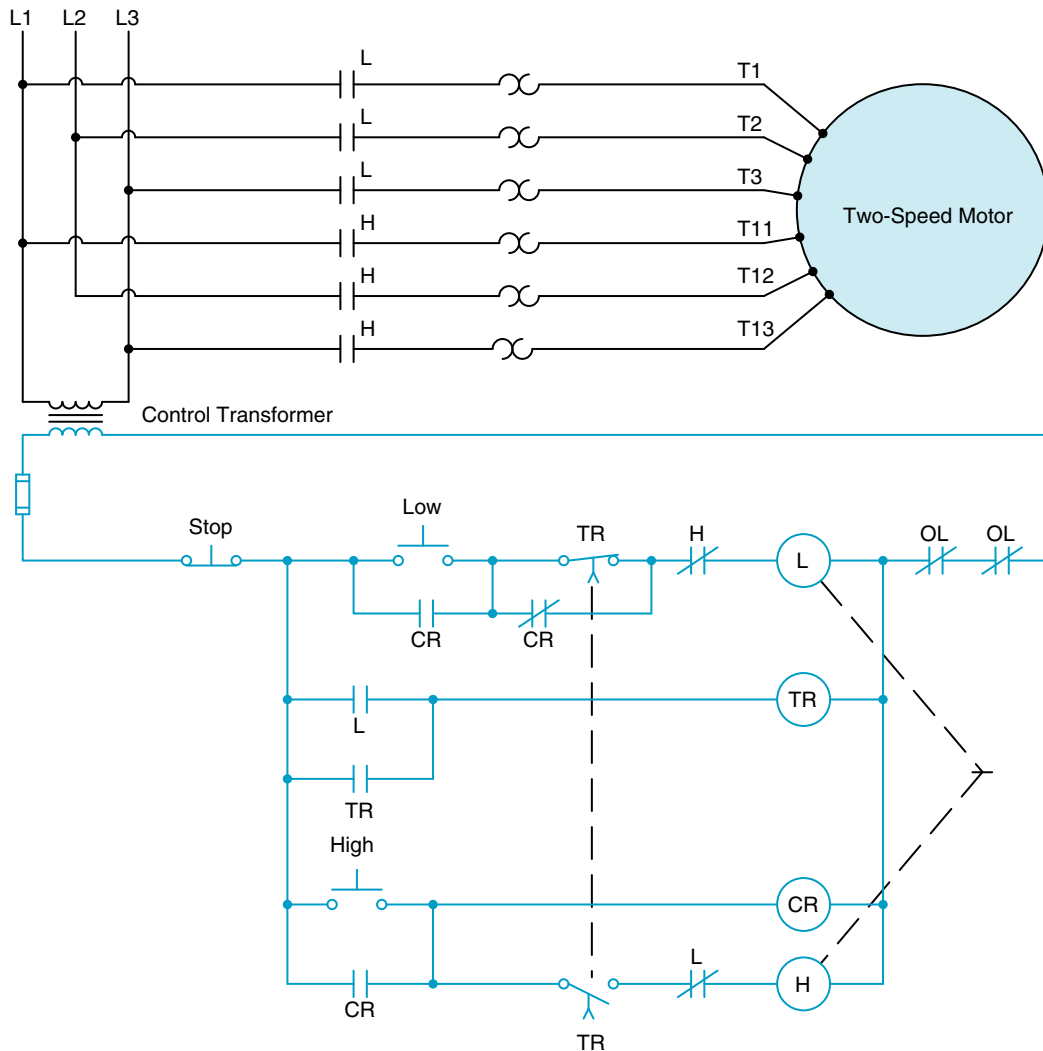 L1 L2 L3
L T1
L T2
L T3
H T11
H T12
H T13
Two-Speed Motor
Control Transformer
Stop
Low
TR
H
L
OL
OL
CR
CR
L
TR
TR
High
CR
CR
L
H
TR